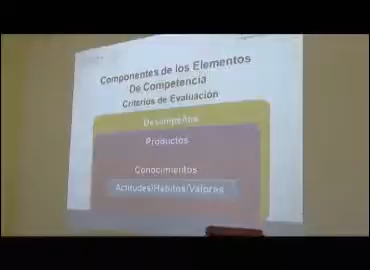 Componentes de los Elementos
De Competencia
Criterios de Evaluación
Desempeños
Productos
Conocimientos
Actitudes/Hábitos/Valores